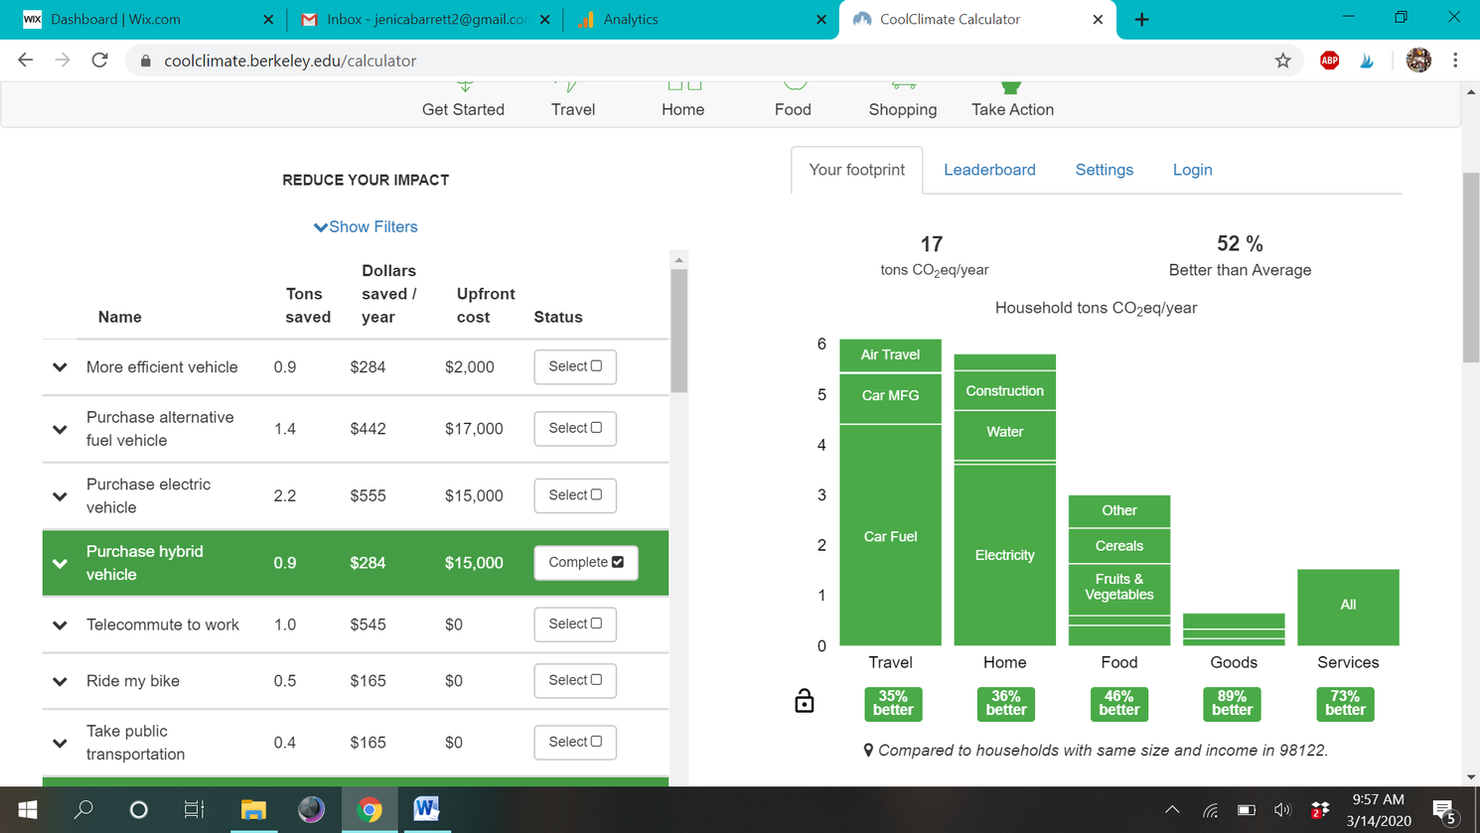 WIX Dashboard | Wix.com
Inbox - jenicabarrett2@gmail.con
Analytics
CoolClimate Calculator
coolclimate.berkeley.edu/calculator
ABP
Get Started Travel Home Food Shopping Take Action
REDUCE YOUR IMPACT
Show Filters
Name Tons saved Dollars saved / year Upfront cost Status
More efficient vehicle 0.9 $284 $2,000 Select
Purchase alternative fuel vehicle 1.4 $442 $17,000 Select
Purchase electric vehicle 2.2 $555 $15,000 Select
Purchase hybrid vehicle 0.9 $284 $15,000 Complete
Telecommute to work 1.0 $545 $0 Select
Ride my bike 0.5 $165 $0 Select
Take public transportation 0.4 $165 $0 Select
Your footprint Leaderboard Settings Login
17 52 %
tons CO₂eq/year Better than Average
Household tons CO₂eq/year
6
5
4
3
2
1
0
Air Travel
Car MFG
Car Fuel
Construction
Water
Electricity
Other
Cereals
Fruits &
Vegetables
All
Travel Home Food Goods Services
35% better 36% better 46% better 89% better 73% better
Compared to households with same size and income in 98122.
W
2
9:57 AM
3/14/2020
5